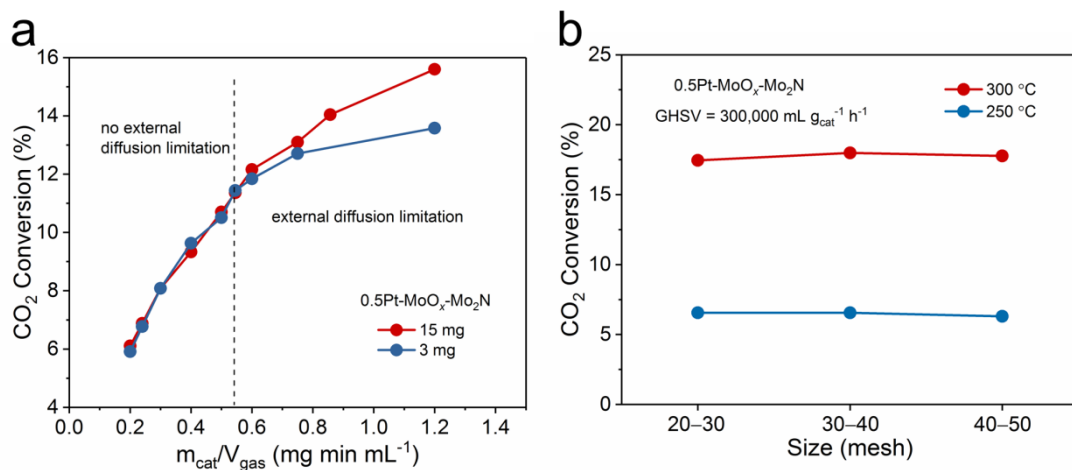 a
16
14
12
10
8
6
4
CO₂ Conversion (%)
no external
diffusion limitation
external diffusion limitation
0.5Pt-MoOₓ-Mo₂N
15 mg
3 mg
0.0 0.2 0.4 0.6 0.8 1.0 1.2 1.4
m_cat/V_gas (mg min mL⁻¹)
b
25
20
15
10
5
0
CO₂ Conversion (%)
0.5Pt-MoOₓ-Mo₂N
GHSV = 300,000 mL g_cat⁻¹ h⁻¹
300 °C
250 °C
20–30 30–40 40–50
Size (mesh)